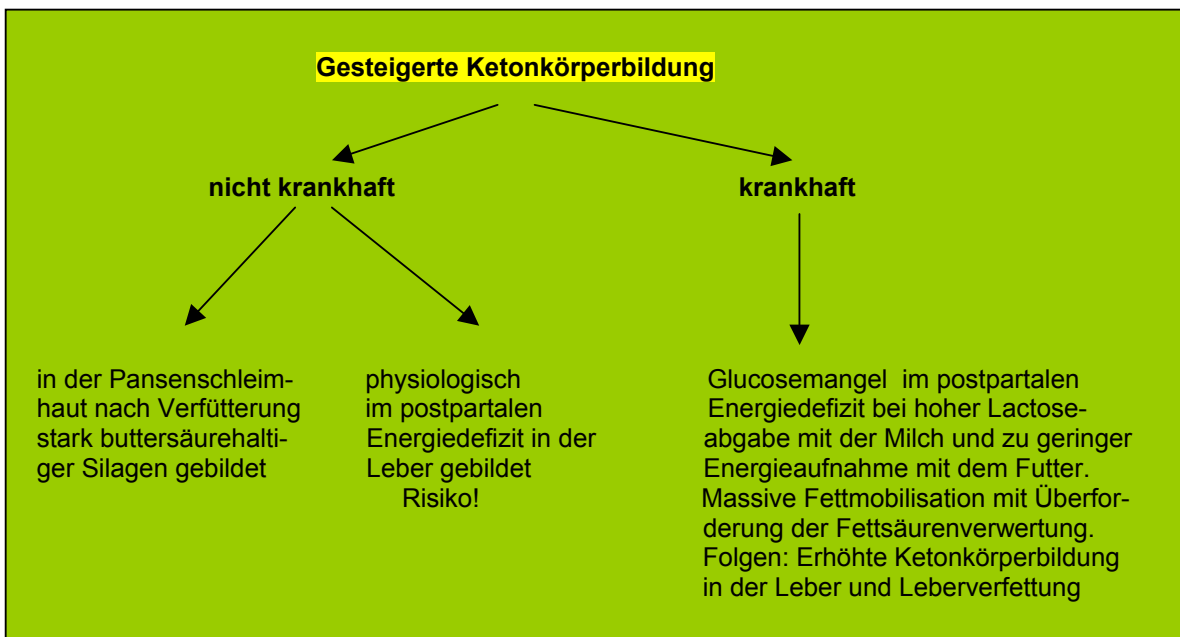 Gesteigerte Ketonkörperbildung
nicht krankhaft
krankhaft
in der Pansenschleim-
haut nach Verfütterung
stark buttersäurehalti-
ger Silagen gebildet
physiologisch
im postpartalen
Energiedefizit in der
Leber gebildet
Risiko!
Glucosemangel im postpartalen
Energiedefizit bei hoher Lactose-
abgabe mit der Milch und zu geringer
Energieaufnahme mit dem Futter.
Massive Fettmobilisation mit Überfor-
derung der Fettsäurenverwertung.
Folgen: Erhöhte Ketonkörperbildung
in der Leber und Leberverfettung